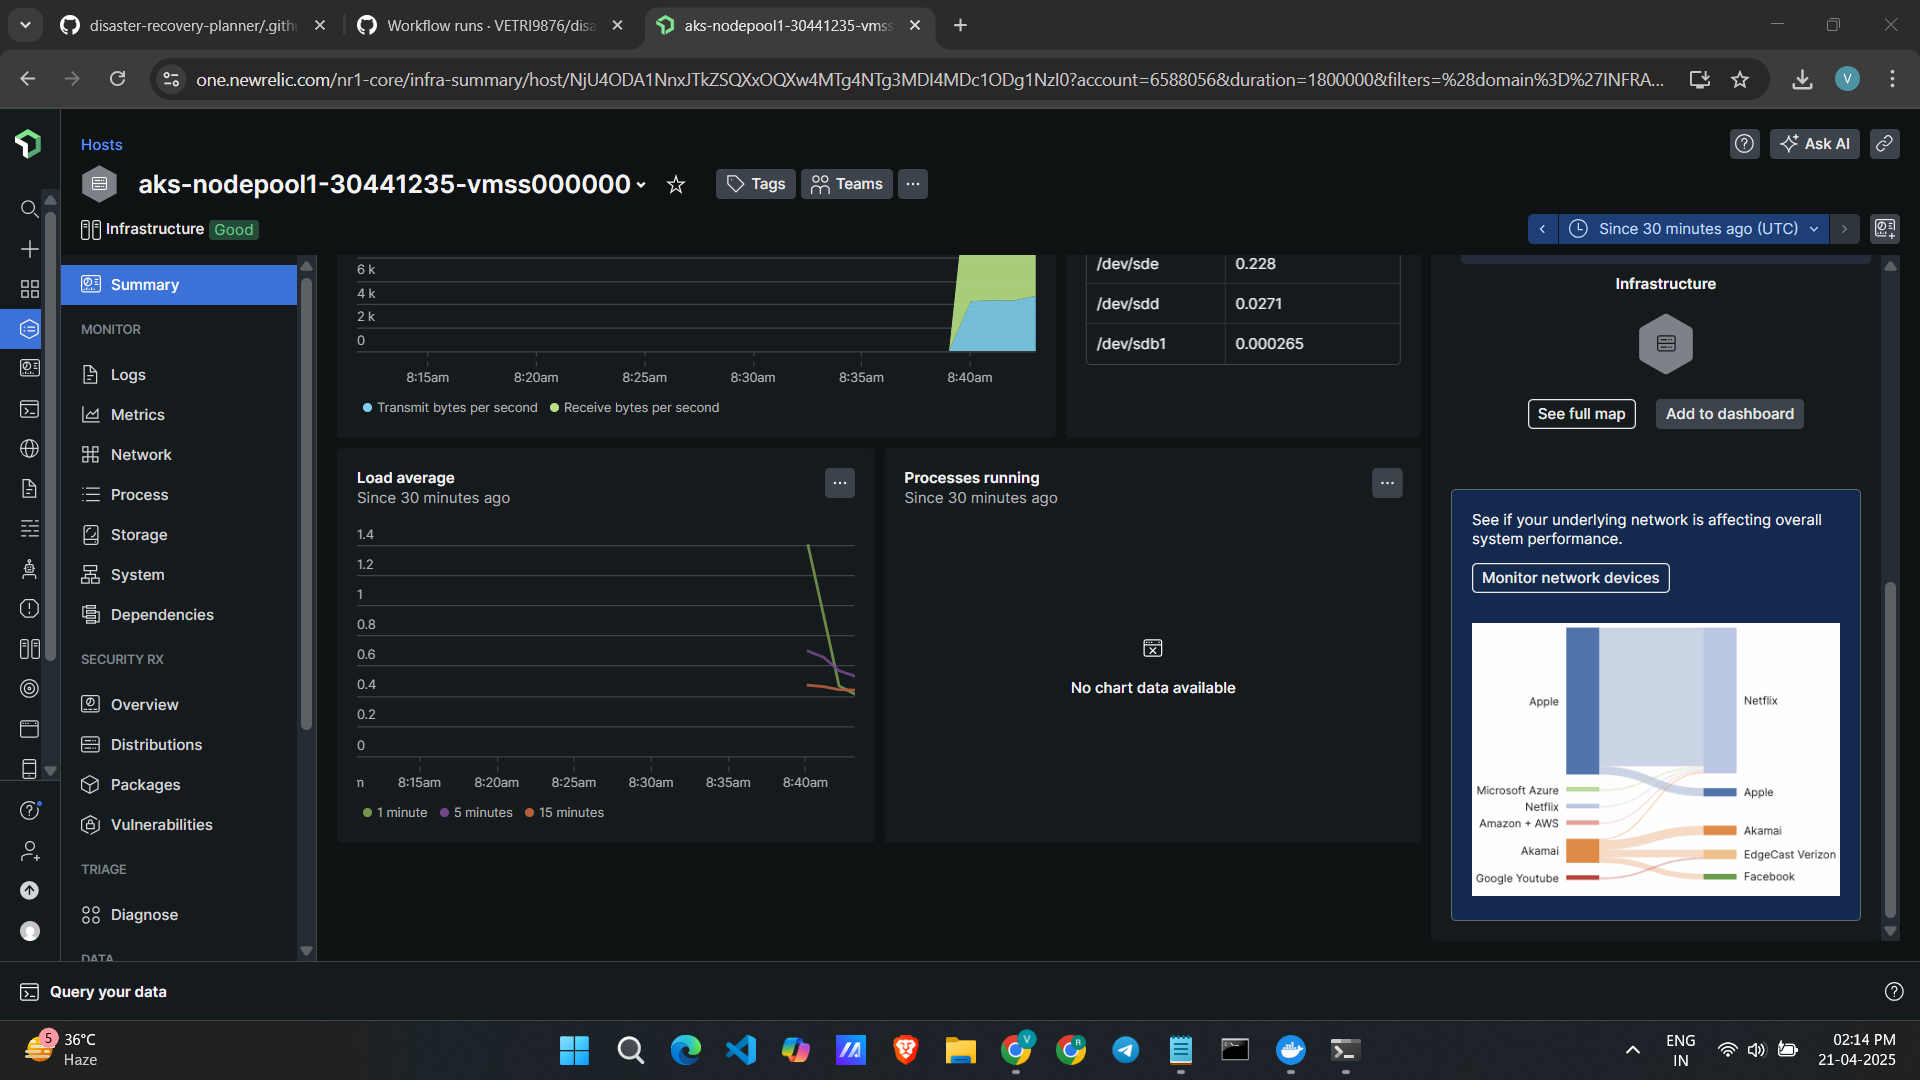 disaster-recovery-planner/.gith
Workflow runs · VETRI9876/disa
aks-nodepool1-30441235-vmss
one.newrelic.com/nr1-core/infra-summary/host/NjU4ODA1NnxJTkZSQXxOQXw4MTg4NTg3MDI4MDc1ODg1NzI0?account=6588056&duration=1800000&filters=%28domain%3D%27INFRA...
V
Hosts
Ask AI
aks-nodepool1-30441235-vmss000000
Tags
Teams
Infrastructure Good
Since 30 minutes ago (UTC)
Summary
MONITOR
Logs
Metrics
Network
Process
Storage
System
Dependencies
SECURITY RX
Overview
Distributions
Packages
Vulnerabilities
TRIAGE
Diagnose
DATA
6 k
4 k
2 k
0
8:15am 8:20am 8:25am 8:30am 8:35am 8:40am
Transmit bytes per second Receive bytes per second
/dev/sde 0.228
/dev/sdd 0.0271
/dev/sdb1 0.000265
Load average
Since 30 minutes ago
1.4
1.2
1
0.8
0.6
0.4
0.2
0
m 8:15am 8:20am 8:25am 8:30am 8:35am 8:40am
1 minute 5 minutes 15 minutes
Processes running
Since 30 minutes ago
No chart data available
Infrastructure
See full map
Add to dashboard
See if your underlying network is affecting overall
system performance.
Monitor network devices
Apple
Netflix
Microsoft Azure
Apple
Netflix
Amazon + AWS
Akamai
Akamai
EdgeCast Verizon
Google Youtube
Facebook
Query your data
5
36°C
Haze
V
R
ENG
IN
02:14 PM
21-04-2025